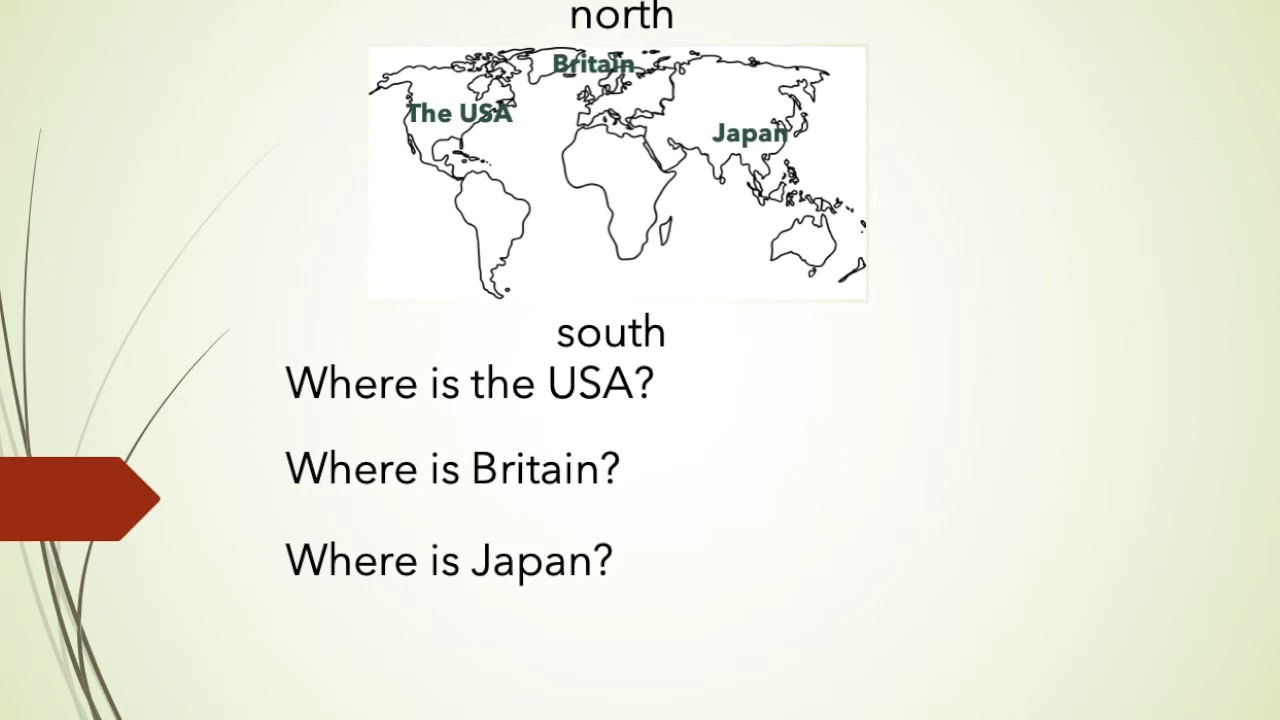 north
Britain
The USA
Japan
south
Where is the USA?
Where is Britain?
Where is Japan?